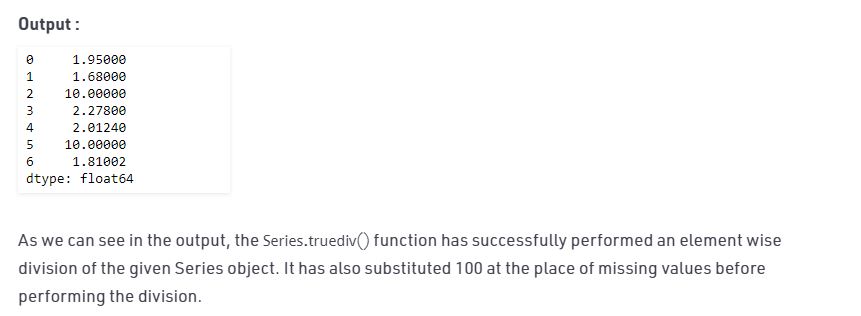 Output :
0 1.95000
1 1.68000
2 10.00000
3 2.27800
4 2.01240
5 10.00000
6 1.81002
dtype: float64
As we can see in the output, the Series.truediv() function has successfully performed an element wise
division of the given Series object. It has also substituted 100 at the place of missing values before
performing the division.